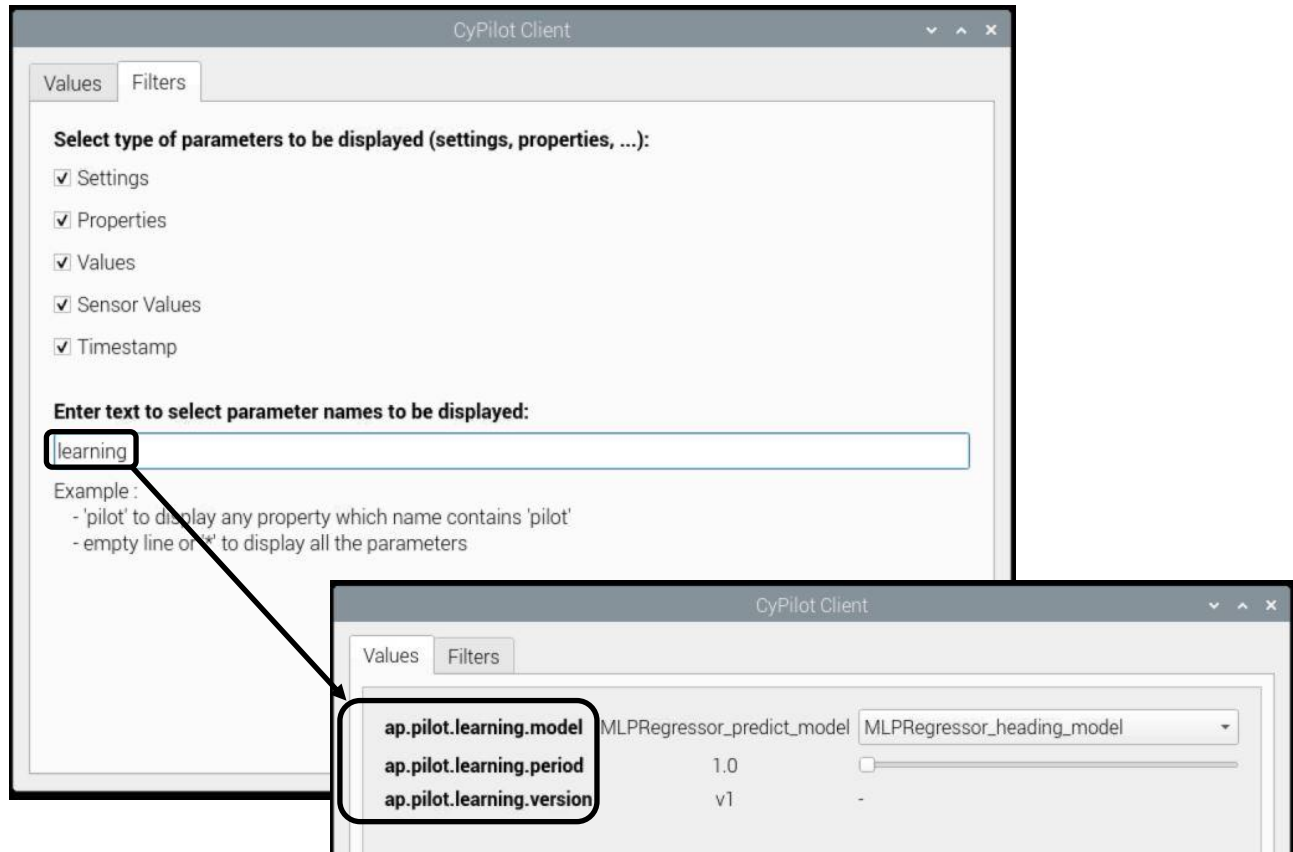 CyPilot Client
Values Filters
Select type of parameters to be displayed (settings, properties, ...):
Settings
Properties
Values
Sensor Values
Timestamp
Enter text to select parameter names to be displayed:
learning
Example :
- 'pilot' to display any property which name contains 'pilot'
- empty line or '*' to display all the parameters
CyPilot Client
Values Filters
ap.pilot.learning.model MLPRegressor_predict_model MLPRegressor_heading_model
ap.pilot.learning.period 1.0
ap.pilot.learning.version v1 -